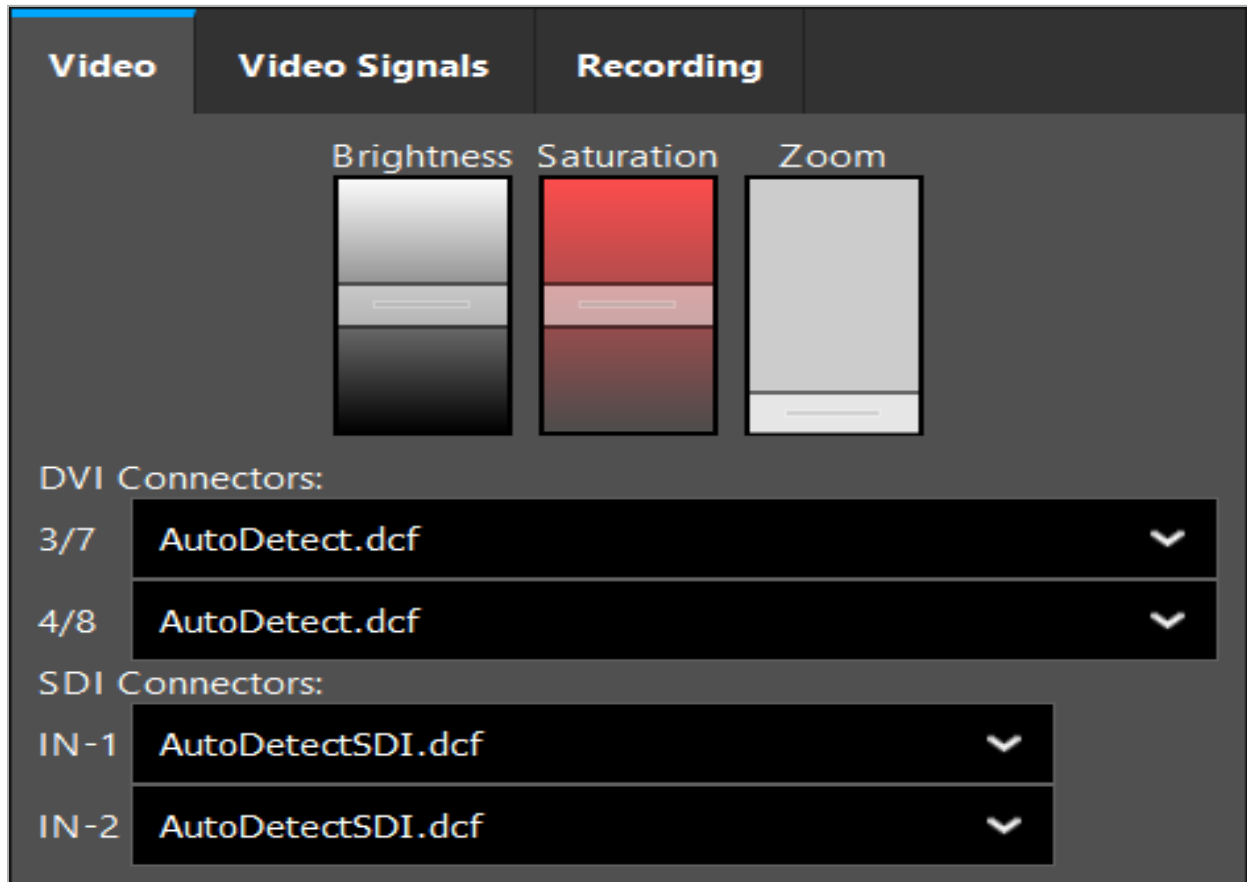 Video Video Signals Recording
Brightness Saturation Zoom
DVI Connectors:
3/7 AutoDetect.dcf
4/8 AutoDetect.dcf
SDI Connectors:
IN-1 AutoDetectSDI.dcf
IN-2 AutoDetectSDI.dcf